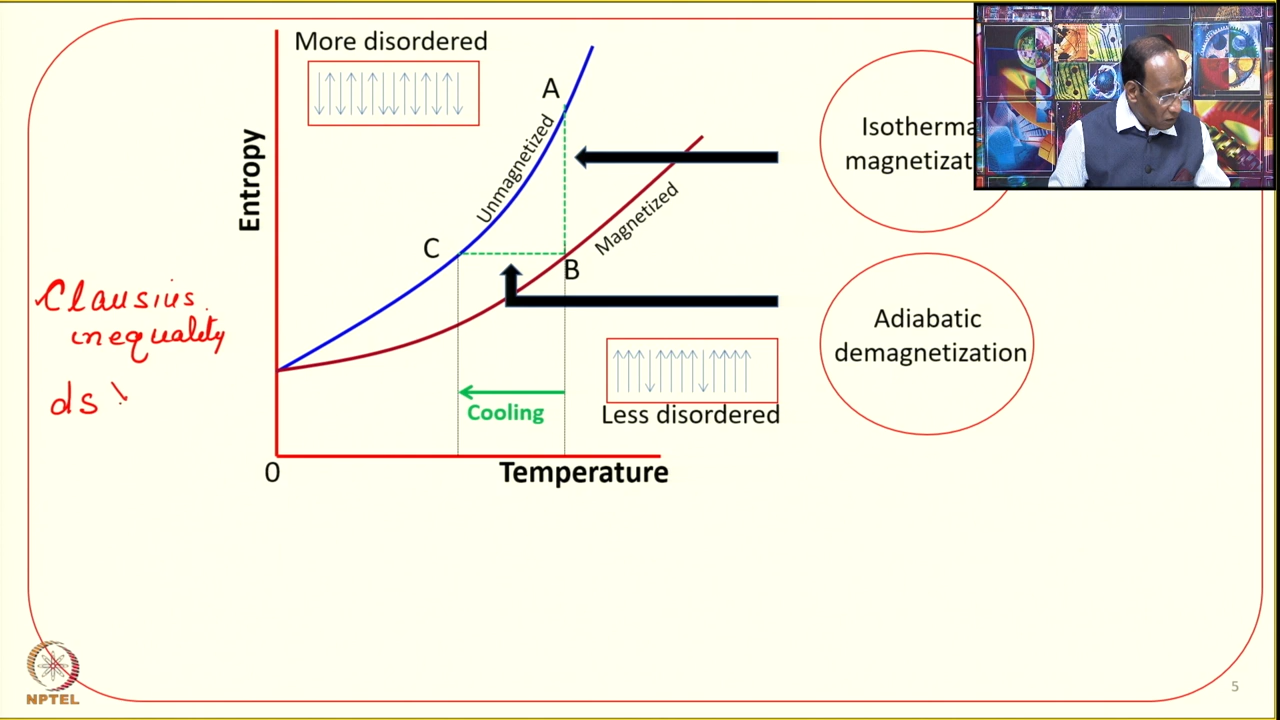 More disordered
A
Entropy
Unmagnetized
Isotherma
magnetizat
Magnetized
C
B
Clausius
inequality
ds
Adiabatic
demagnetization
Cooling
Less disordered
0
Temperature
NPTEL
5